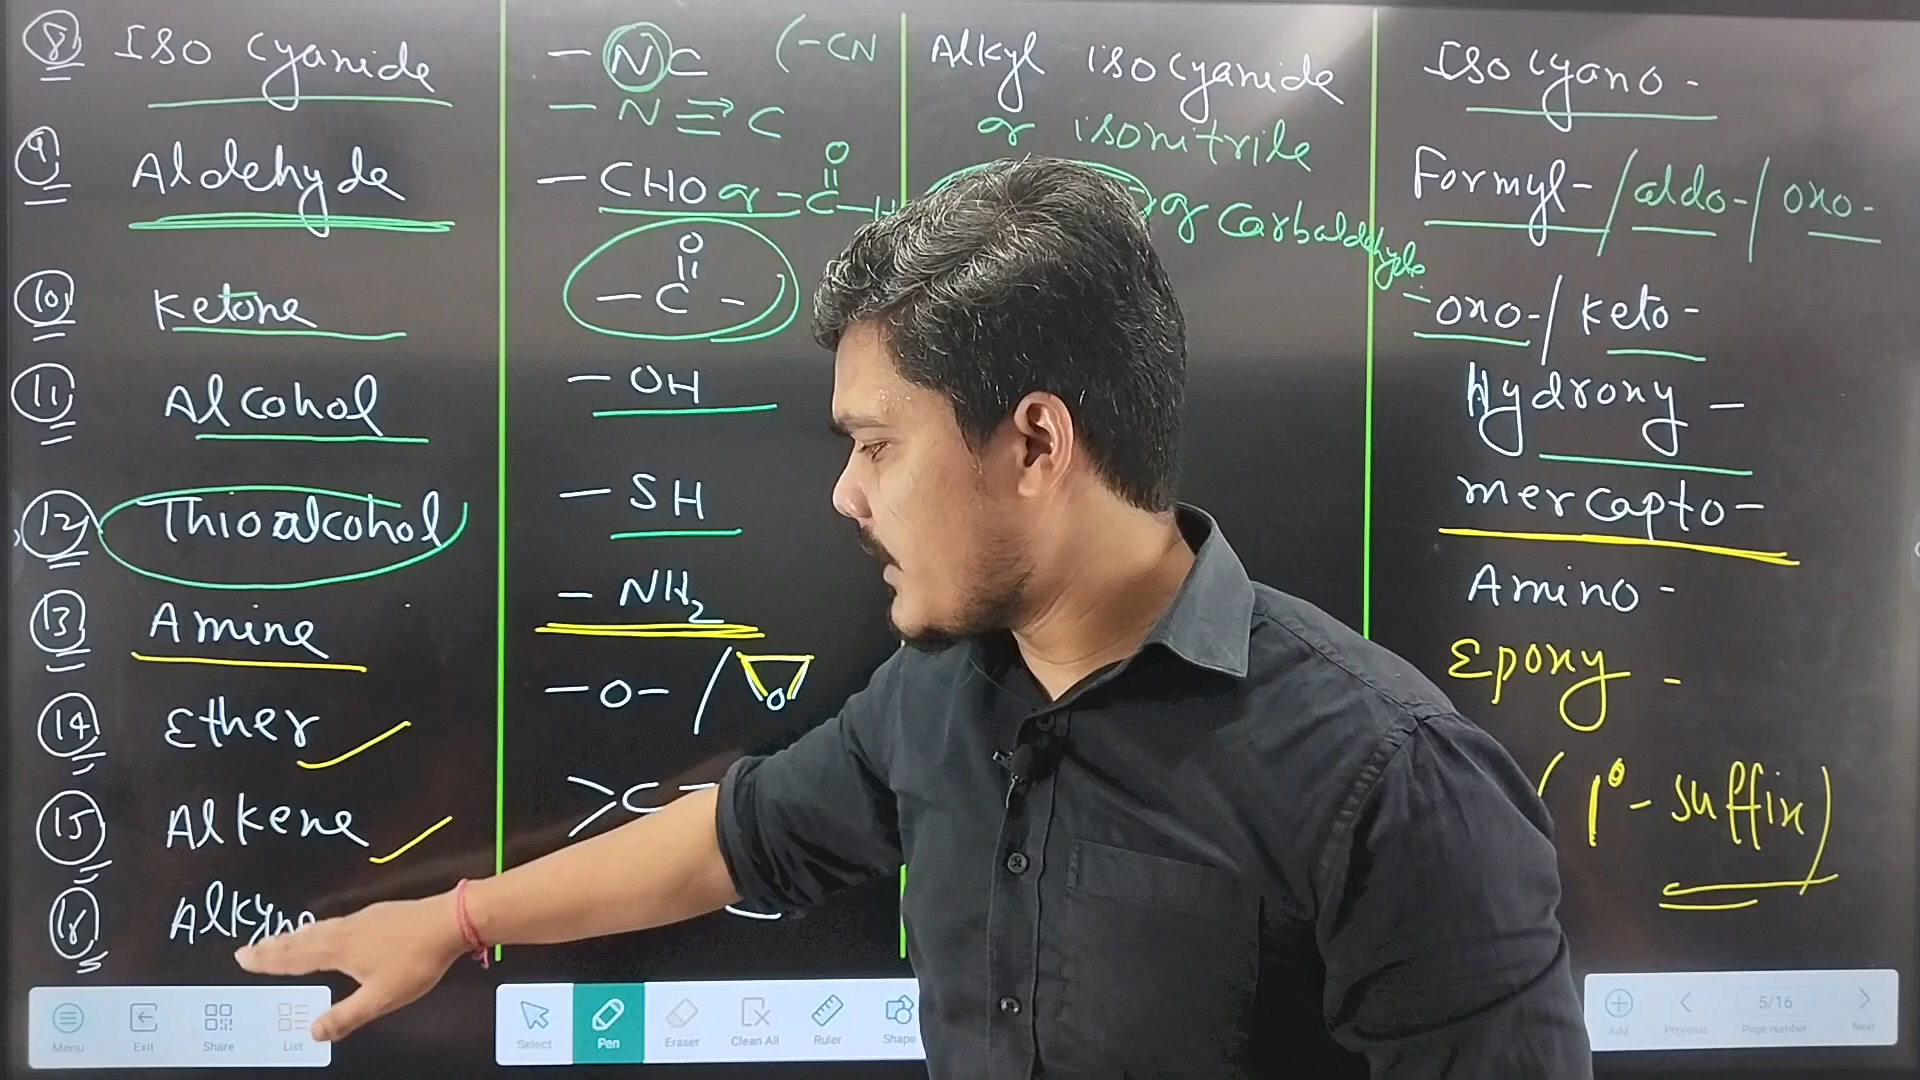 8 Iso cyanide -NC (-CN Alkyl isocyanide Isocyano-
-N≡C or isonitrile
9 Aldehyde -CHO or -C-H or Carbaldehyde Formyl-/aldo-/oxo-
O
||
10 Ketone -C- -oxo-/keto-
O
||
11 Alcohol -OH Hydroxy-
12 Thioalcohol -SH mercapto-
13 Amine -NH2 Amino-
14 Ether -O- / O Epoxy-
15 Alkene >C (1°-suffix)
16 Alkyne
Menu Exit Share List Select Pen Eraser Clean All Ruler Shape Add Previous 5/16 Page number Next